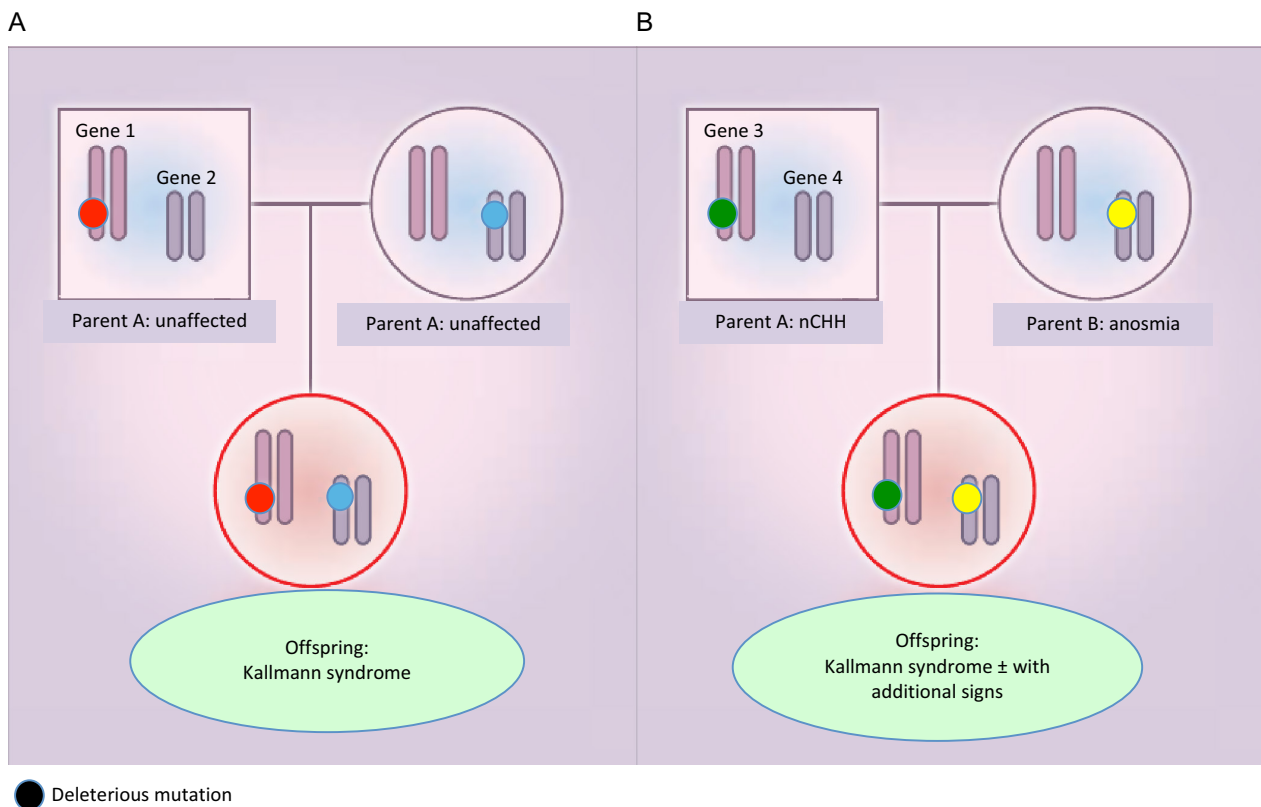 A
B
Gene 1
Gene 2
Parent A: unaffected
Parent A: unaffected
Offspring:
Kallmann syndrome
Gene 3
Gene 4
Parent A: nCHH
Parent B: anosmia
Offspring:
Kallmann syndrome ± with
additional signs
Deleterious mutation